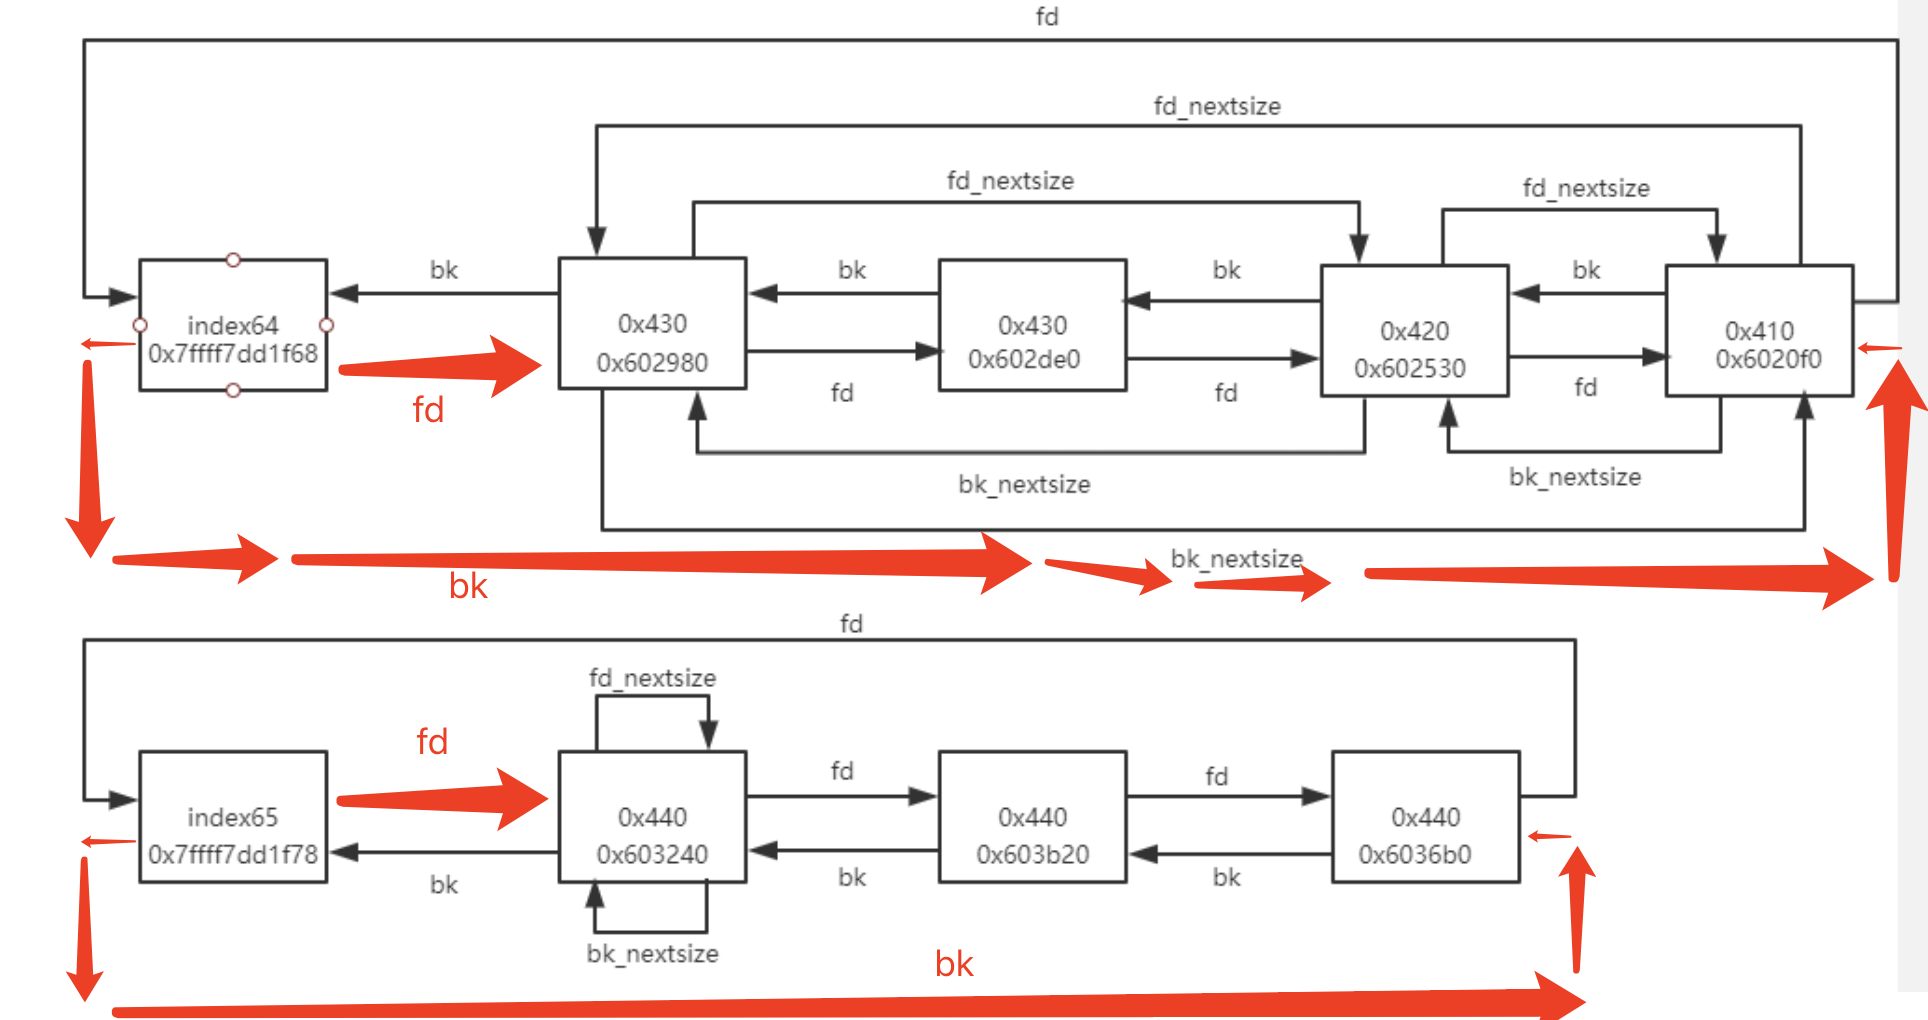 fd
fd_nextsize
fd_nextsize
fd_nextsize
bk
bk
bk
bk
index64
0x7ffff7dd1f68
0x430
0x602980
0x430
0x602de0
0x420
0x602530
0x410
0x6020f0
fd
fd
fd
fd
bk_nextsize
bk_nextsize
bk_nextsize
bk
fd
fd_nextsize
fd
fd
fd
index65
0x7ffff7dd1f78
0x440
0x603240
0x440
0x603b20
0x440
0x6036b0
bk
bk
bk
bk_nextsize
bk